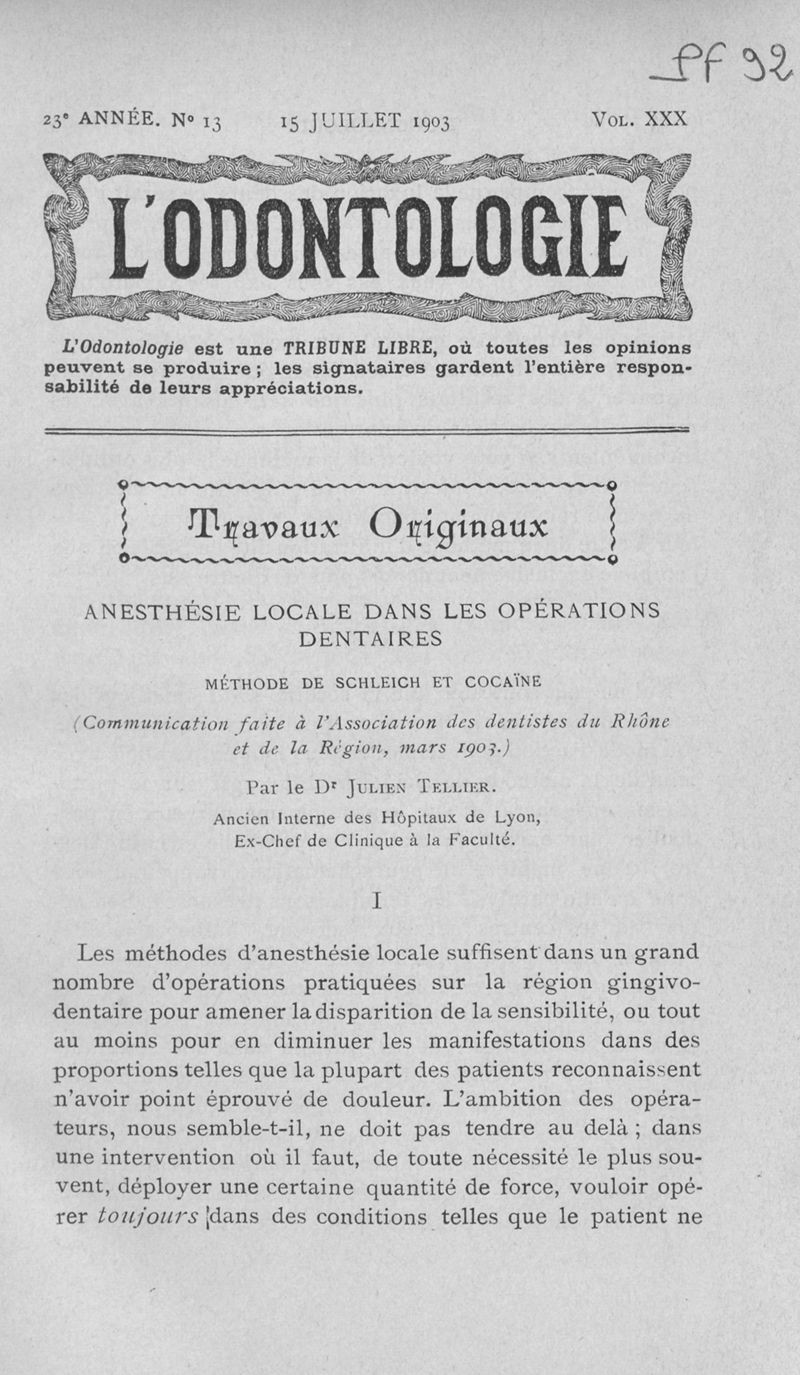 Pf 92
23e ANNÉE. No 13 15 JUILLET 1903 VOL. XXX
L'ODONTOLOGIE
L'Odontologie est une TRIBUNE LIBRE, où toutes les opinions
peuvent se produire ; les signataires gardent l'entière respon-
sabilité de leurs appréciations.
Travaux Originaux
ANESTHÉSIE LOCALE DANS LES OPÉRATIONS
DENTAIRES
MÉTHODE DE SCHLEICH ET COCAÏNE
(Communication faite à l'Association des dentistes du Rhône
et de la Région, mars 1903.)
Par le Dr JULIEN TELLIER.
Ancien Interne des Hôpitaux de Lyon,
Ex-Chef de Clinique à la Faculté.
I
Les méthodes d'anesthésie locale suffisent dans un grand
nombre d'opérations pratiquées sur la région gingivo-
dentaire pour amener la disparition de la sensibilité, ou tout
au moins pour en diminuer les manifestations dans des
proportions telles que la plupart des patients reconnaissent
n'avoir point éprouvé de douleur. L'ambition des opéra-
teurs, nous semble-t-il, ne doit pas tendre au delà ; dans
une intervention où il faut, de toute nécessité le plus sou-
vent, déployer une certaine quantité de force, vouloir opé-
rer toujours dans des conditions telles que le patient ne